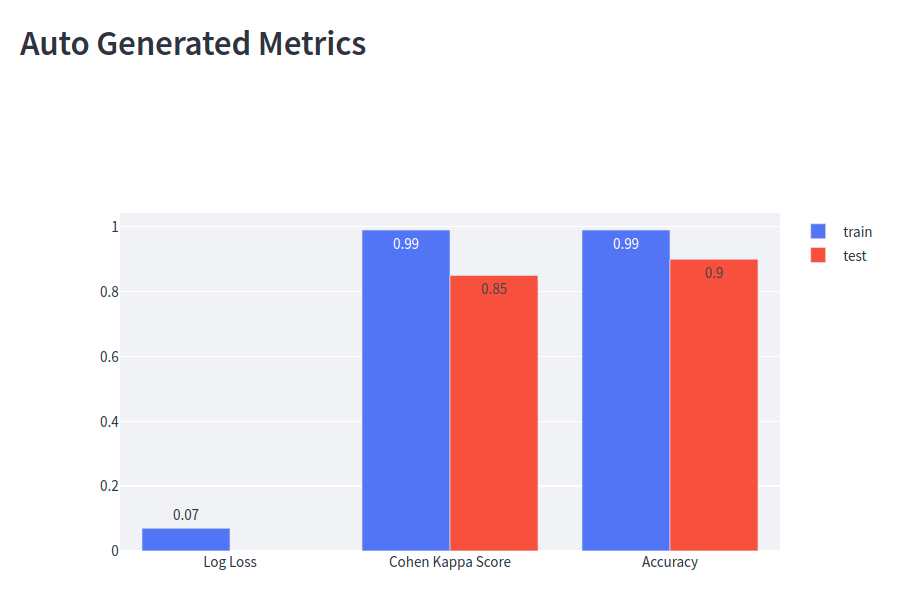 Auto Generated Metrics
1
0.8
0.6
0.4
0.2
0
0.07
0.99
0.85
0.99
0.9
Log Loss
Cohen Kappa Score
Accuracy
train
test